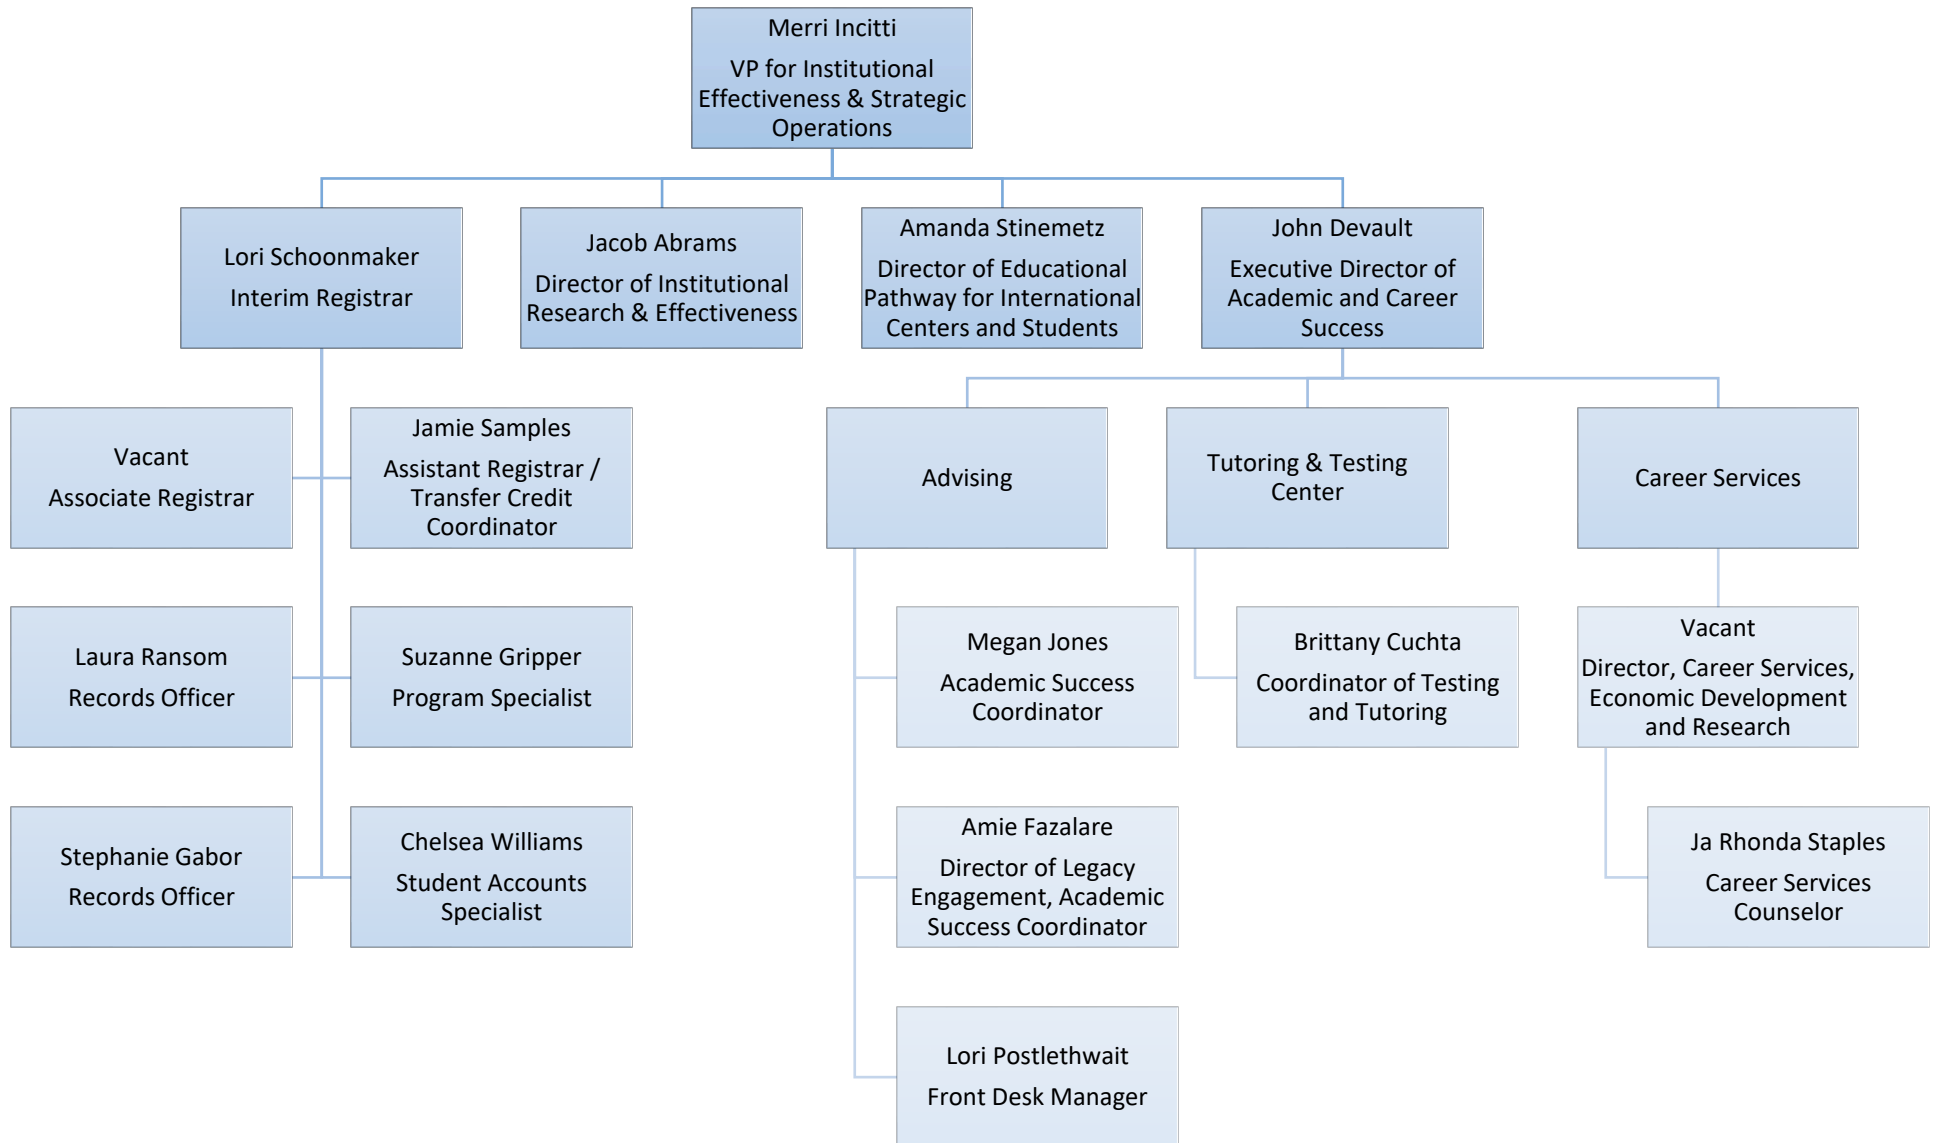 Merri Incitti
VP for Institutional
Effectiveness & Strategic
Operations
Lori Schoonmaker
Interim Registrar
Jacob Abrams
Director of Institutional
Research & Effectiveness
Amanda Stinemetz
Director of Educational
Pathway for International
Centers and Students
John Devault
Executive Director of
Academic and Career
Success
Vacant
Associate Registrar
Jamie Samples
Assistant Registrar /
Transfer Credit
Coordinator
Advising
Tutoring & Testing
Center
Career Services
Laura Ransom
Records Officer
Suzanne Gripper
Program Specialist
Megan Jones
Academic Success
Coordinator
Brittany Cuchta
Coordinator of Testing
and Tutoring
Vacant
Director, Career Services,
Economic Development
and Research
Stephanie Gabor
Records Officer
Chelsea Williams
Student Accounts
Specialist
Amie Fazalare
Director of Legacy
Engagement, Academic
Success Coordinator
Ja Rhonda Staples
Career Services
Counselor
Lori Postlethwait
Front Desk Manager